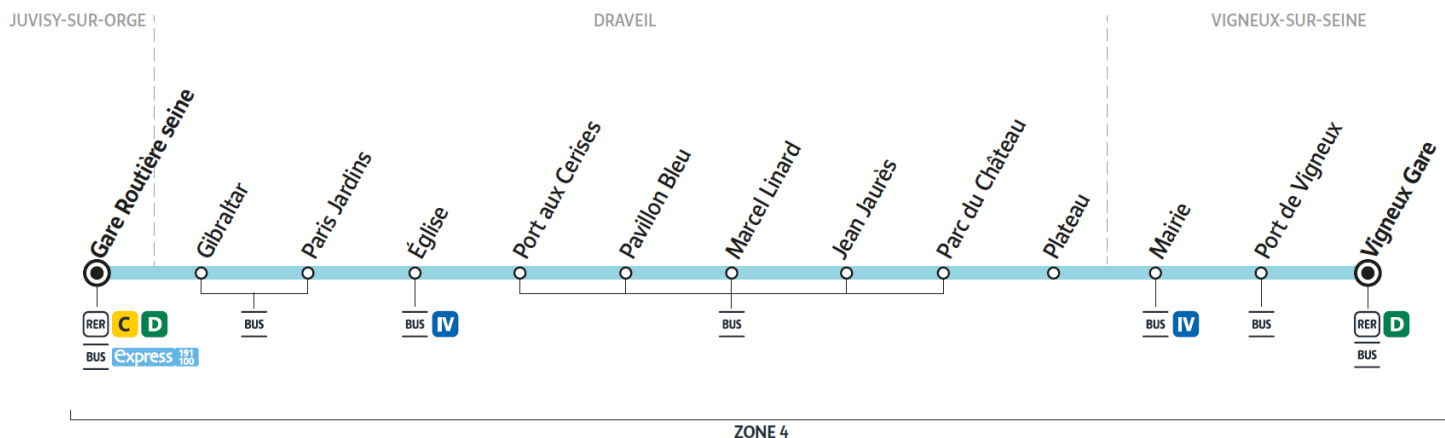 JUVISY-SUR-ORGE
DRAVEIL
VIGNEUX-SUR-SEINE
Gare Routière seine
Gibraltar
Paris Jardins
Église
Port aux Cerises
Pavillon Bleu
Marcel Linard
Jean Jaurès
Parc du Château
Plateau
Mairie
Port de Vigneux
Vigneux Gare
RER C D
BUS express 191 100
BUS
BUS IV
BUS
BUS IV
BUS
RER D
BUS
ZONE 4